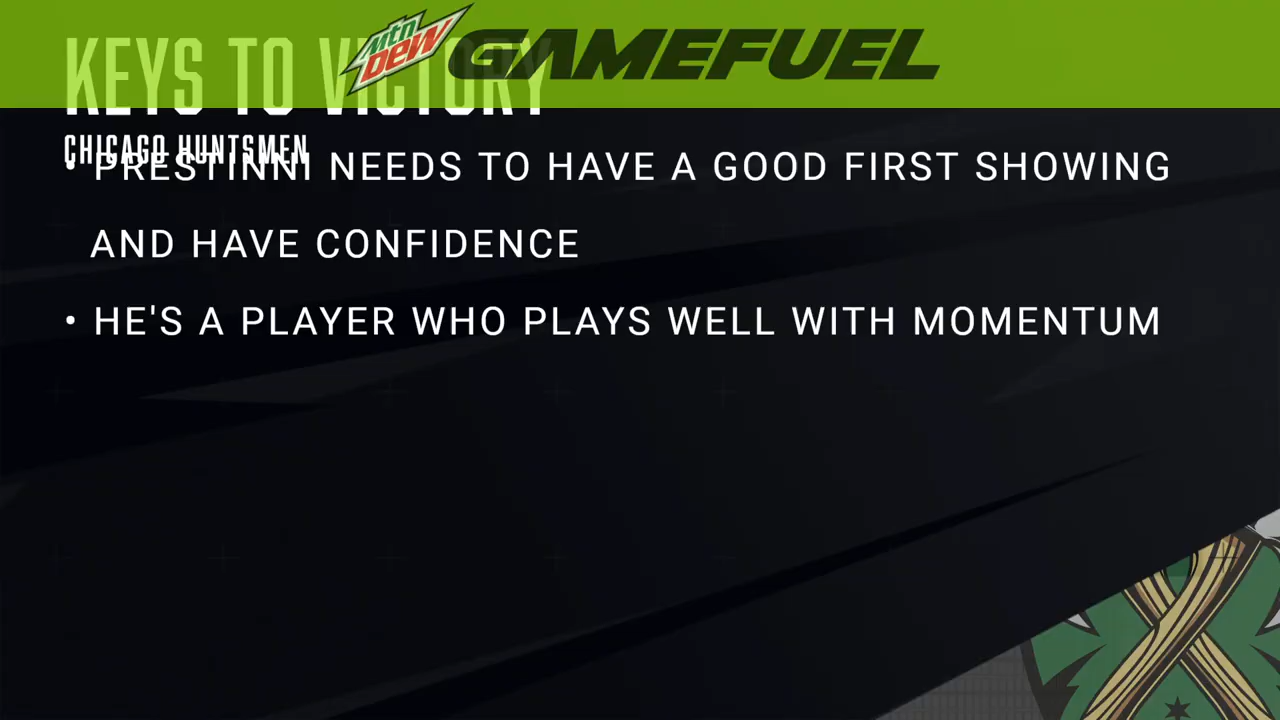 Mtn
DEW
GAMEFUEL
KEYS TO VICTORY
CHICAGO HUNTSMEN
• PRESTINNI NEEDS TO HAVE A GOOD FIRST SHOWING
AND HAVE CONFIDENCE
• HE'S A PLAYER WHO PLAYS WELL WITH MOMENTUM